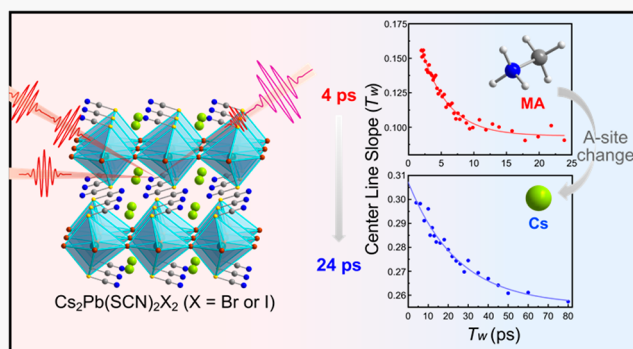 4 ps
24 ps
Cs₂Pb(SCN)₂X₂ (X = Br or I)
Center Line Slope (Tw)
0.175
0.150
0.125
0.100
0 5 10 15 20 24
MA
A-site
change
0.31
0.30
0.29
0.28
0.27
0.26
0 10 20 30 40 50 60 70 80
Cs
Tw (ps)